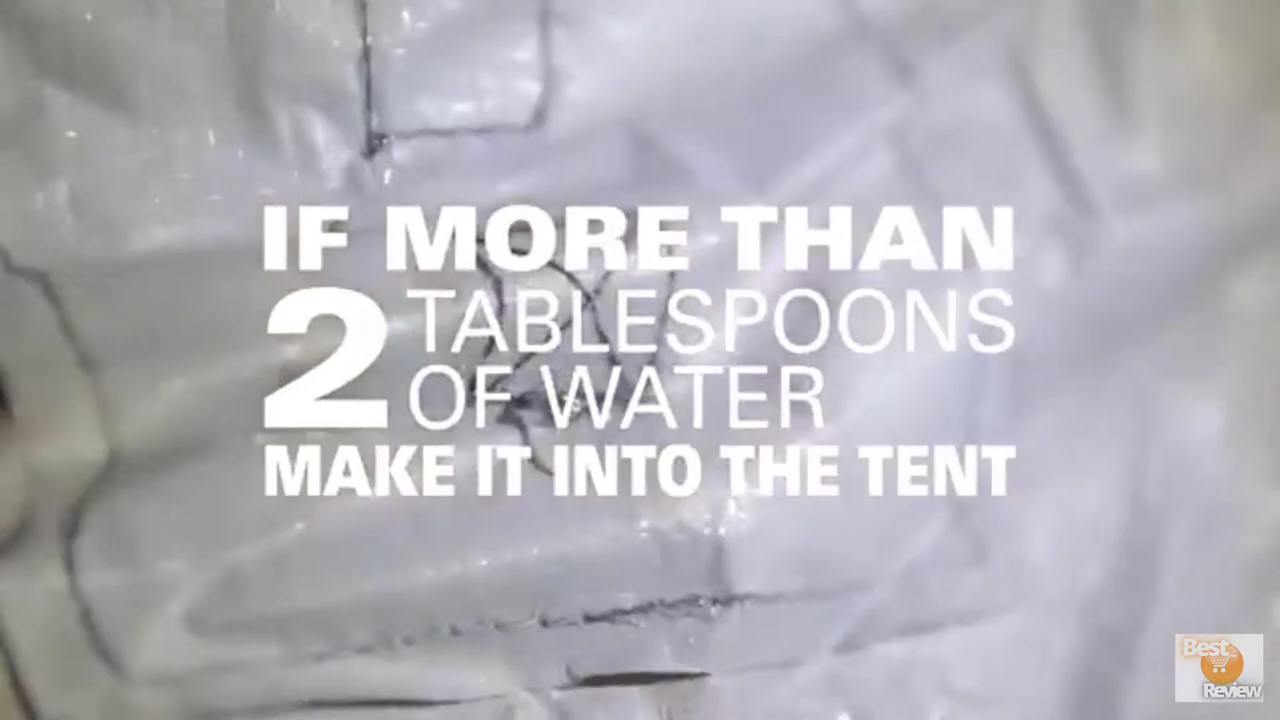 IF MORE THAN
2 TABLESPOONS
OF WATER
MAKE IT INTO THE TENT
Best
Review